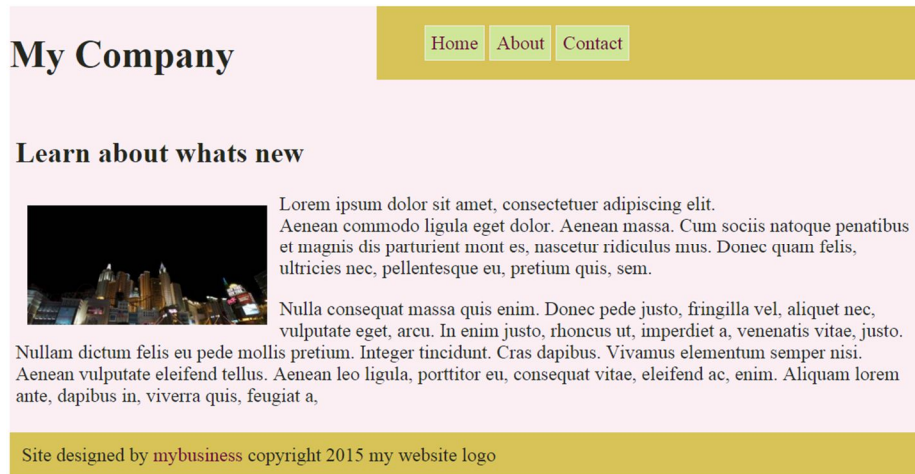 My Company
Home About Contact
Learn about whats new
Lorem ipsum dolor sit amet, consectetuer adipiscing elit.
Aenean commodo ligula eget dolor. Aenean massa. Cum sociis natoque penatibus
et magnis dis parturient mont es, nascetur ridiculus mus. Donec quam felis,
ultricies nec, pellentesque eu, pretium quis, sem.
Nulla consequat massa quis enim. Donec pede justo, fringilla vel, aliquet nec,
vulputate eget, arcu. In enim justo, rhoncus ut, imperdiet a, venenatis vitae, justo.
Nullam dictum felis eu pede mollis pretium. Integer tincidunt. Cras dapibus. Vivamus elementum semper nisi.
Aenean vulputate eleifend tellus. Aenean leo ligula, porttitor eu, consequat vitae, eleifend ac, enim. Aliquam lorem
ante, dapibus in, viverra quis, feugiat a,
Site designed by mybusiness copyright 2015 my website logo